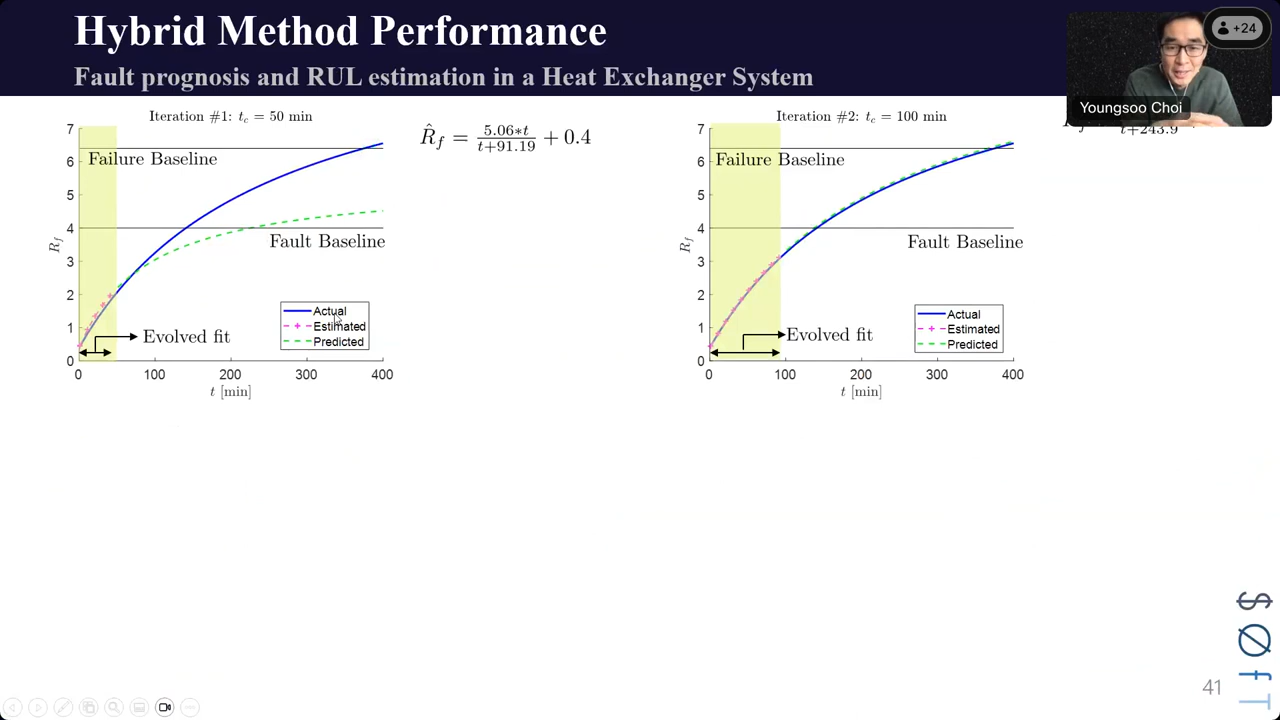 Hybrid Method Performance
Fault prognosis and RUL estimation in a Heat Exchanger System
+24
Youngsoo Choi
Iteration #1: t_c = 50 min
7
6
5
4
3
2
1
0
R_f
Failure Baseline
Fault Baseline
Evolved fit
Actual
Estimated
Predicted
0 100 200 300 400
t [min]
R̂_f = 5.06*t / t+91.19 + 0.4
Iteration #2: t_c = 100 min
7
6
5
4
3
2
1
0
R_f
Failure Baseline
Fault Baseline
Evolved fit
Actual
Estimated
Predicted
0 100 200 300 400
t [min]
t+243.9
41
$ØfT